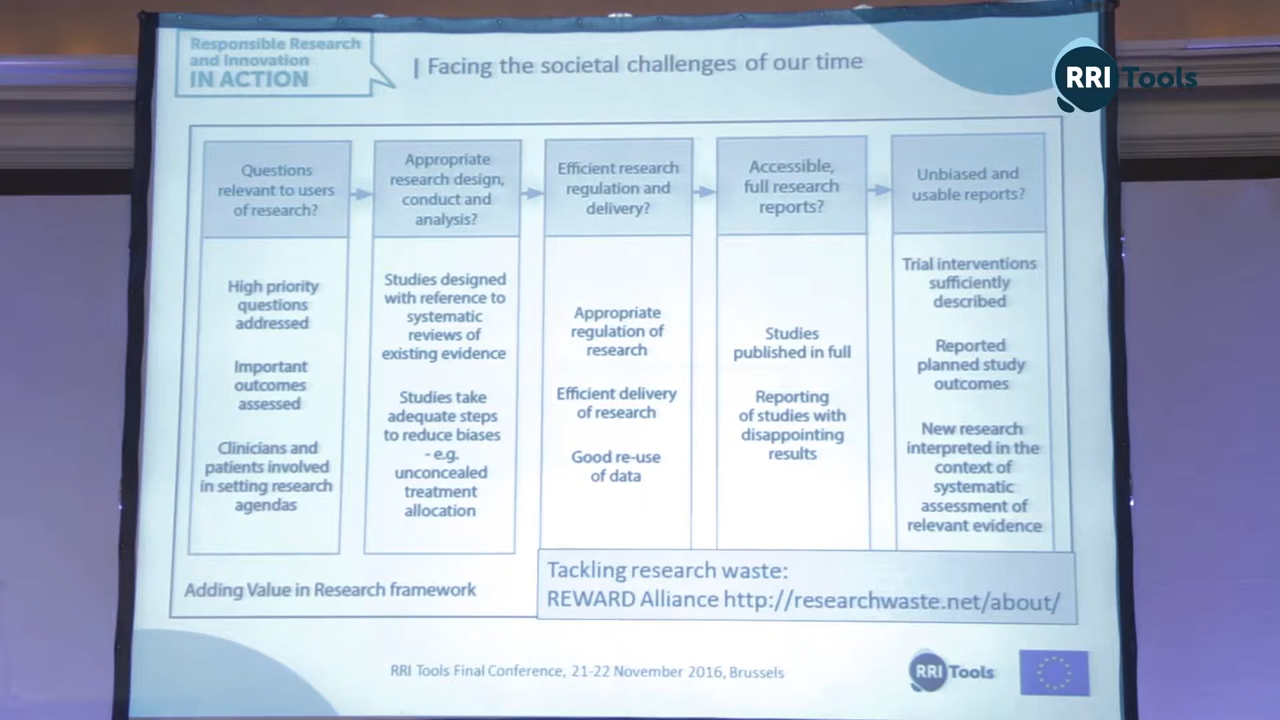 Responsible Research
and Innovation
IN ACTION
| Facing the societal challenges of our time
RRI Tools
Questions
relevant to users
of research?
Appropriate
research design,
conduct and
analysis?
Efficient research
regulation and
delivery?
Accessible,
full research
reports?
Unbiased and
usable reports?
High priority
questions
addressed
Important
outcomes
assessed
Clinicians and
patients involved
in setting research
agendas
Studies designed
with reference to
systematic
reviews of
existing evidence
Studies take
adequate steps
to reduce biases
- e.g.
unconcealed
treatment
allocation
Appropriate
regulation of
research
Efficient delivery
of research
Good re-use
of data
Studies
published in full
Reporting
of studies with
disappointing
results
Trial interventions
sufficiently
described
Reported
planned study
outcomes
New research
interpreted in the
context of
systematic
assessment of
relevant evidence
Adding Value in Research framework
Tackling research waste:
REWARD Alliance http://researchwaste.net/about/
RRI Tools Final Conference, 21-22 November 2016, Brussels
RRI Tools